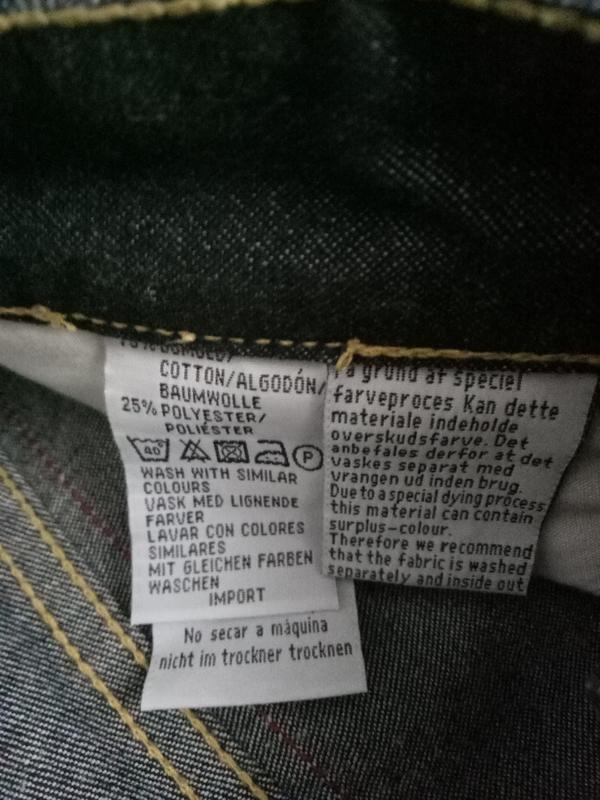 COTTON/ALGODÓN/
BAUMWOLLE
25% POLYESTER/
POLIÉSTER
40
P
WASH WITH SIMILAR
COLOURS
VASK MED LIGNENDE
FARVER
LAVAR CON COLORES
SIMILARES
MIT GLEICHEN FARBEN
WASCHEN
IMPORT
No secar a máquina
nicht im trockner trocknen
a grund af speciel
farveproces Kan dette
materiale indeholde
overskudsfarve. Det
anbefales derfor at det
vaskes separat med
vrangen ud inden brug.
Due to a special dying process
this material can contain
surplus-colour.
Therefore we recommend
that the fabric is washed
separately and inside out